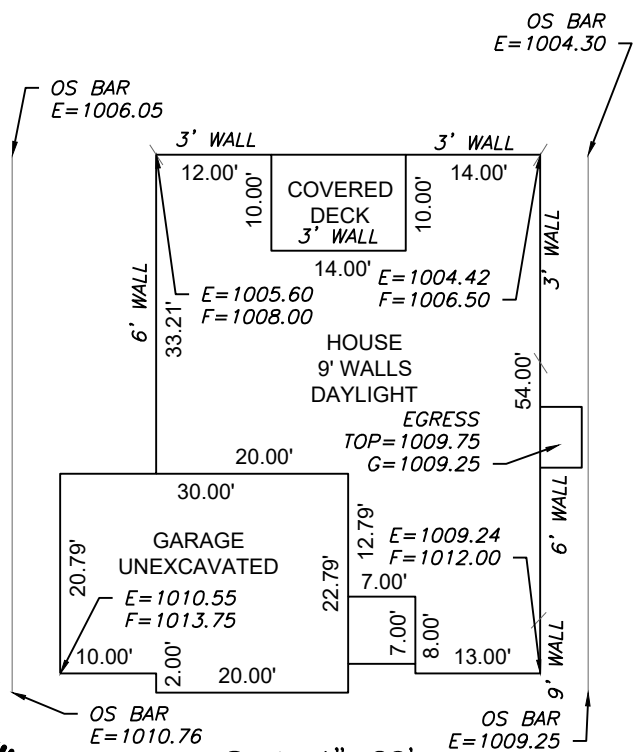 OS BAR
E=1004.30
OS BAR
E=1006.05
3' WALL
3' WALL
12.00'
14.00'
10.00'
COVERED
DECK
10.00'
3' WALL
14.00'
3' WALL
6' WALL
33.21'
E=1005.60
F=1008.00
E=1004.42
F=1006.50
HOUSE
9' WALLS
DAYLIGHT
54.00'
EGRESS
TOP=1009.75
G=1009.25
20.00'
30.00'
6' WALL
20.79'
GARAGE
UNEXCAVATED
22.79'
12.79'
E=1009.24
F=1012.00
7.00'
E=1010.55
F=1013.75
7.00'
8.00'
10.00'
2.00'
20.00'
13.00'
9' WALL
OS BAR
E=1010.76
OS BAR
E=1009.25